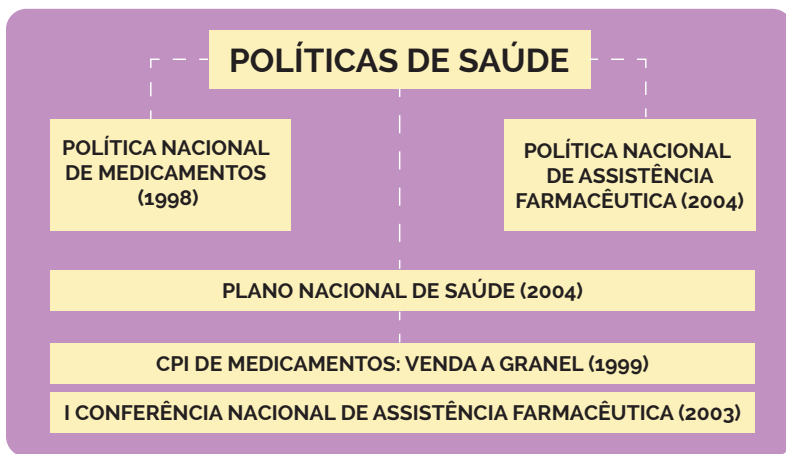 POLÍTICAS DE SAÚDE
POLÍTICA NACIONAL
DE MEDICAMENTOS
(1998)
POLÍTICA NACIONAL
DE ASSISTÊNCIA
FARMACÊUTICA (2004)
PLANO NACIONAL DE SAÚDE (2004)
CPI DE MEDICAMENTOS: VENDA A GRANEL (1999)
I CONFERÊNCIA NACIONAL DE ASSISTÊNCIA FARMACÊUTICA (2003)